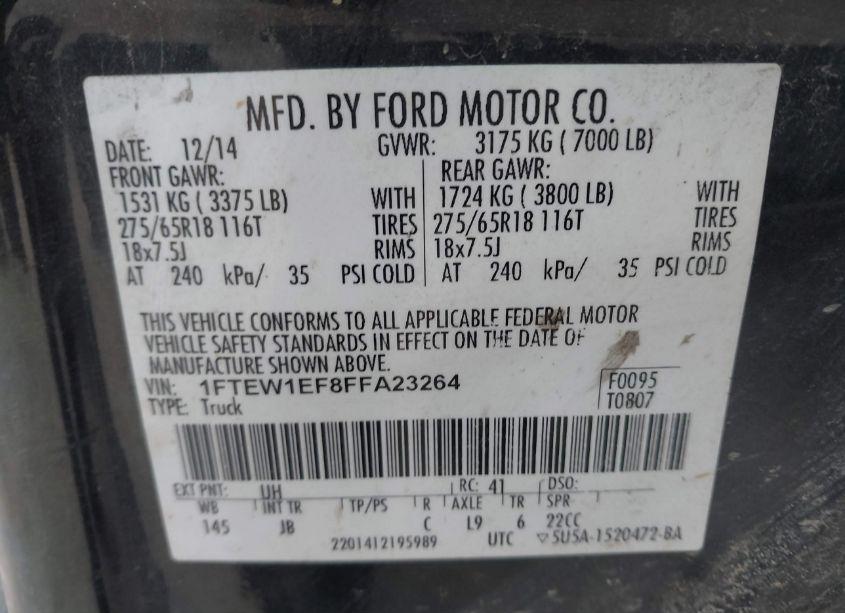 MFD. BY FORD MOTOR CO.
DATE: 12/14 GVWR: 3175 KG ( 7000 LB)
FRONT GAWR: REAR GAWR:
1531 KG ( 3375 LB) WITH 1724 KG ( 3800 LB) WITH
275/65R18 116T TIRES 275/65R18 116T TIRES
18x7.5J RIMS 18x7.5J RIMS
AT 240 kPa/ 35 PSI COLD AT 240 kPa/ 35 PSI COLD
THIS VEHICLE CONFORMS TO ALL APPLICABLE FEDERAL MOTOR
VEHICLE SAFETY STANDARDS IN EFFECT ON THE DATE OF
MANUFACTURE SHOWN ABOVE.
VIN: 1FTEW1EF8FFA23264 F0095
TYPE: Truck T0807
EXT PNT: UH RC: 41 DSO:
WB INT TR TP/PS R AXLE TR SPR
145 JB C L9 6 22CC
2201412195989 UTC ▽5U5A-1520472-BA